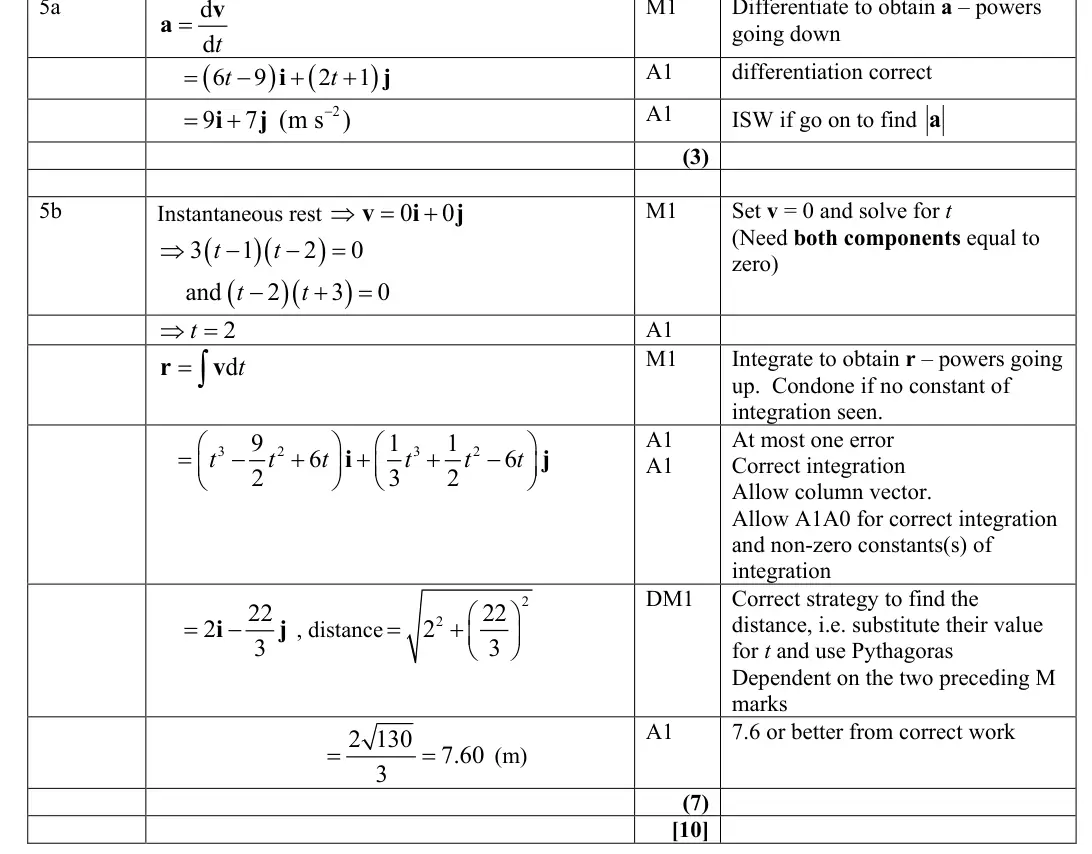 5a
a = dv/dt
M1
Differentiate to obtain a – powers
going down
= (6t − 9)i + (2t + 1)j
A1
differentiation correct
= 9i + 7j (m s⁻²)
A1
ISW if go on to find |a|
(3)
5b
Instantaneous rest ⇒ v = 0i + 0j
⇒ 3(t − 1)(t − 2) = 0
and (t − 2)(t + 3) = 0
M1
Set v = 0 and solve for t
(Need both components equal to
zero)
⇒ t = 2
A1
r = ∫ vdt
M1
Integrate to obtain r – powers going
up. Condone if no constant of
integration seen.
= (t³ − 9/2 t² + 6t)i + (1/3 t³ + 1/2 t² − 6t)j
A1
A1
At most one error
Correct integration
Allow column vector.
Allow A1A0 for correct integration
and non-zero constants(s) of
integration
= 2i − 22/3 j , distance = √(2² + (22/3)²)
DM1
Correct strategy to find the
distance, i.e. substitute their value
for t and use Pythagoras
Dependent on the two preceding M
marks
= 2√130/3 = 7.60 (m)
A1
7.6 or better from correct work
(7)
[10]